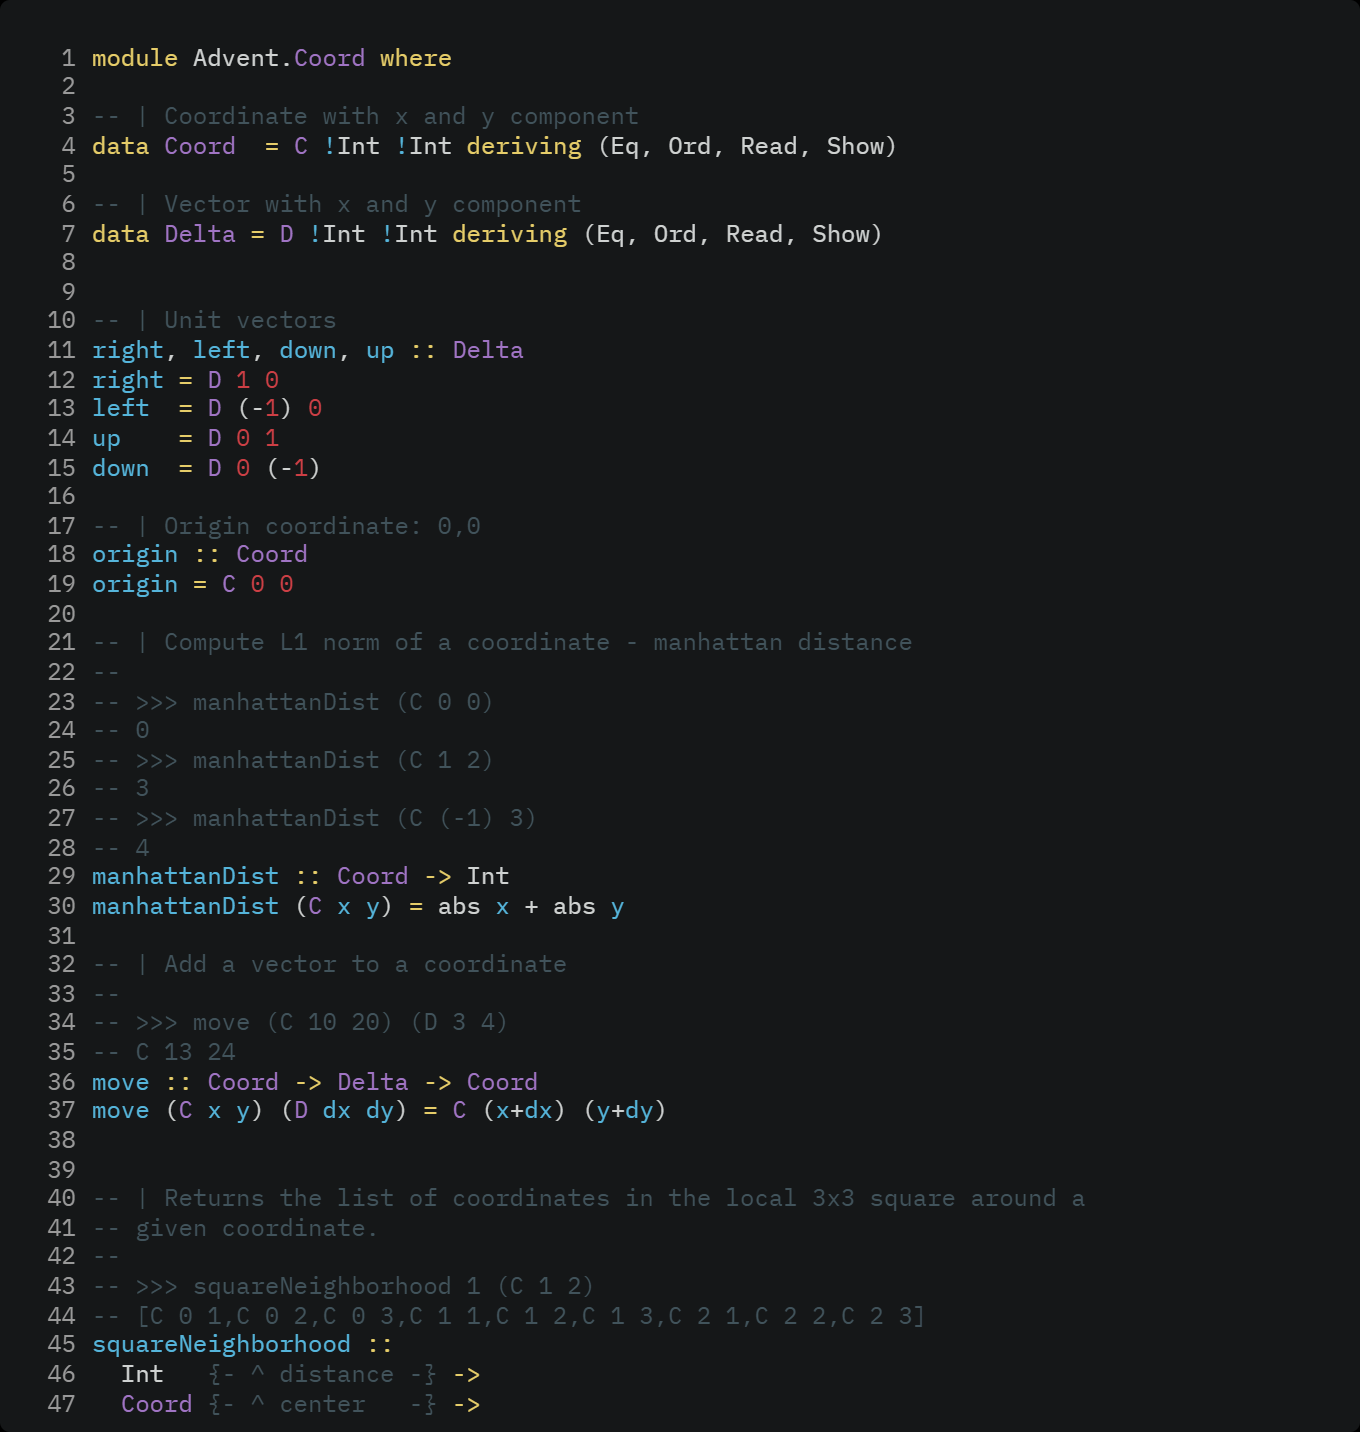 1 module Advent.Coord where
2
3 -- | Coordinate with x and y component
4 data Coord  = C !Int !Int deriving (Eq, Ord, Read, Show)
5
6 -- | Vector with x and y component
7 data Delta = D !Int !Int deriving (Eq, Ord, Read, Show)
8
9
10 -- | Unit vectors
11 right, left, down, up :: Delta
12 right = D 1 0
13 left  = D (-1) 0
14 up    = D 0 1
15 down  = D 0 (-1)
16
17 -- | Origin coordinate: 0,0
18 origin :: Coord
19 origin = C 0 0
20
21 -- | Compute L1 norm of a coordinate - manhattan distance
22 --
23 -- >>> manhattanDist (C 0 0)
24 -- 0
25 -- >>> manhattanDist (C 1 2)
26 -- 3
27 -- >>> manhattanDist (C (-1) 3)
28 -- 4
29 manhattanDist :: Coord -> Int
30 manhattanDist (C x y) = abs x + abs y
31
32 -- | Add a vector to a coordinate
33 --
34 -- >>> move (C 10 20) (D 3 4)
35 -- C 13 24
36 move :: Coord -> Delta -> Coord
37 move (C x y) (D dx dy) = C (x+dx) (y+dy)
38
39
40 -- | Returns the list of coordinates in the local 3x3 square around a
41 -- given coordinate.
42 --
43 -- >>> squareNeighborhood 1 (C 1 2)
44 -- [C 0 1,C 0 2,C 0 3,C 1 1,C 1 2,C 1 3,C 2 1,C 2 2,C 2 3]
45 squareNeighborhood ::
46   Int   {- ^ distance -} ->
47   Coord {- ^ center   -} ->